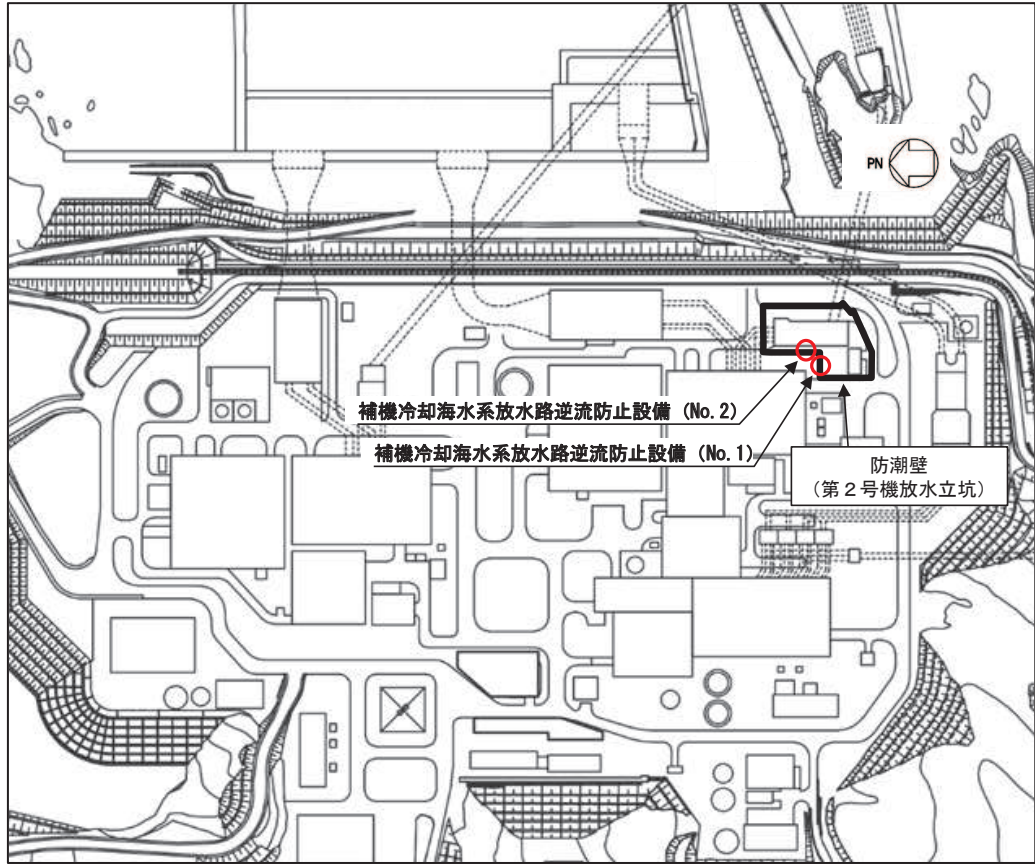 PN
補機冷却海水系放水路逆流防止設備 (No.2)
補機冷却海水系放水路逆流防止設備 (No.1)
防潮壁
(第2号機放水立坑)